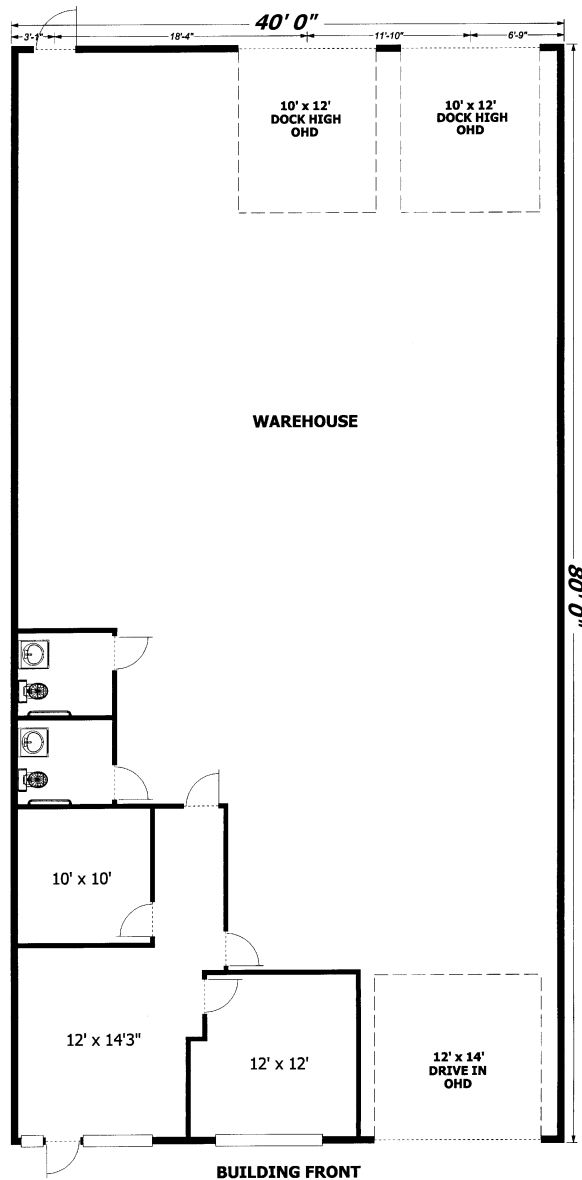 40' 0"
3'-1"
18'-4"
11'-10"
6'-9"
10' x 12'
DOCK HIGH
OHD
10' x 12'
DOCK HIGH
OHD
WAREHOUSE
80' 0"
10' x 10'
12' x 14'3"
12' x 12'
12' x 14'
DRIVE IN
OHD
BUILDING FRONT